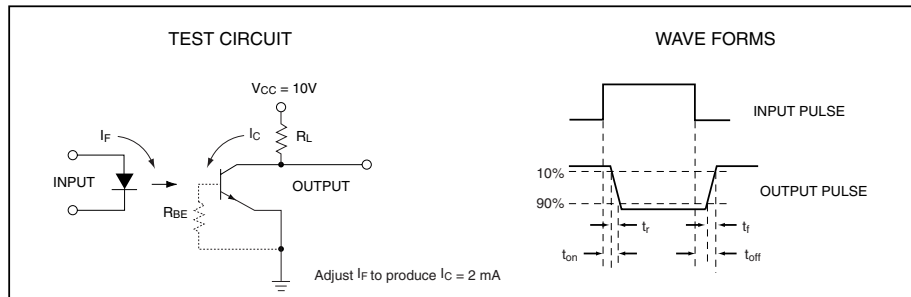 TEST CIRCUIT
WAVE FORMS
VCC = 10V
IF
IC
RL
INPUT
OUTPUT
RBE
Adjust IF to produce IC = 2 mA
INPUT PULSE
10%
OUTPUT PULSE
90%
tr
tf
ton
toff